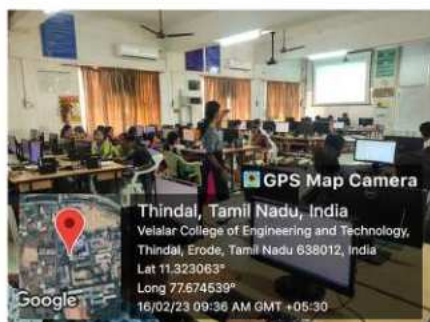 GPS Map Camera
Thindal, Tamil Nadu, India
Velalar College of Engineering and Technology,
Thindal, Erode, Tamil Nadu 638012, India
Lat 11.323063°
Long 77.674539°
16/02/23 09:36 AM GMT +05:30
Google